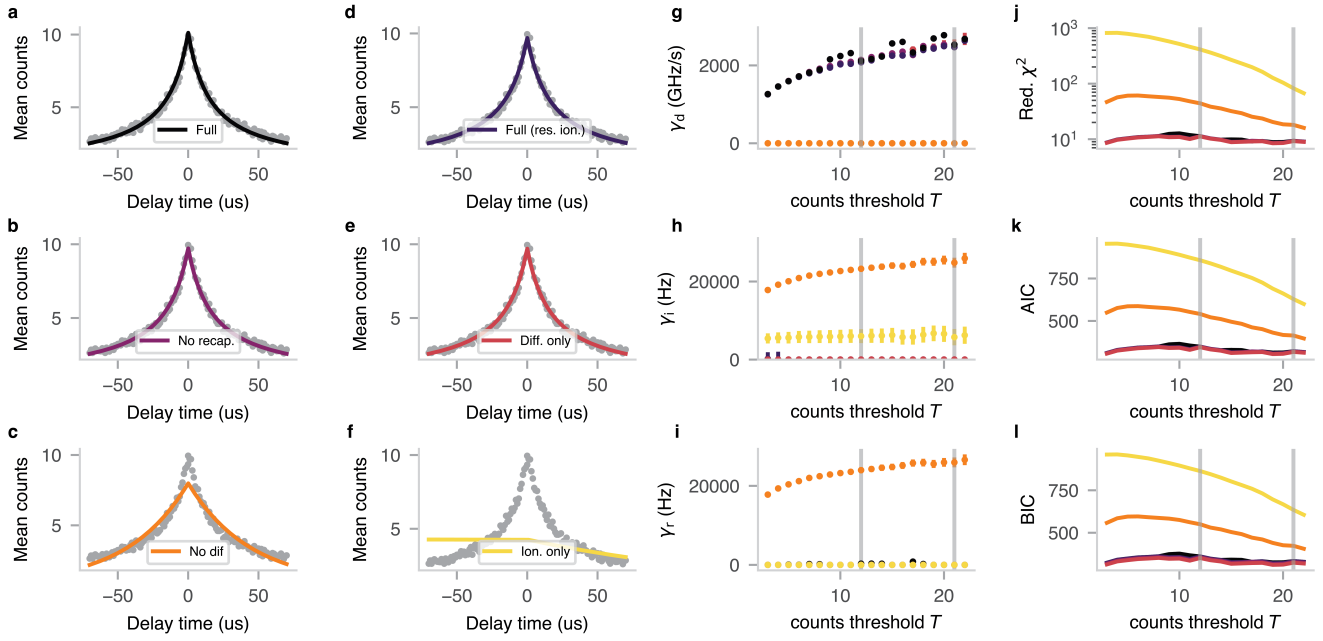 a
Mean counts
10
5
Full
−50
0
50
Delay time (us)
d
Mean counts
10
5
Full (res. ion.)
−50
0
50
Delay time (us)
g
γd (GHz/s)
2000
0
10
20
counts threshold T
j
Red. χ²
10³
10²
10¹
10
20
counts threshold T
b
Mean counts
10
5
No recap.
−50
0
50
Delay time (us)
e
Mean counts
10
5
Diff. only
−50
0
50
Delay time (us)
h
γi (Hz)
20000
0
10
20
counts threshold T
k
AIC
750
500
10
20
counts threshold T
c
Mean counts
10
5
No dif
−50
0
50
Delay time (us)
f
Mean counts
10
5
Ion. only
−50
0
50
Delay time (us)
i
γr (Hz)
20000
0
10
20
counts threshold T
l
BIC
750
500
10
20
counts threshold T